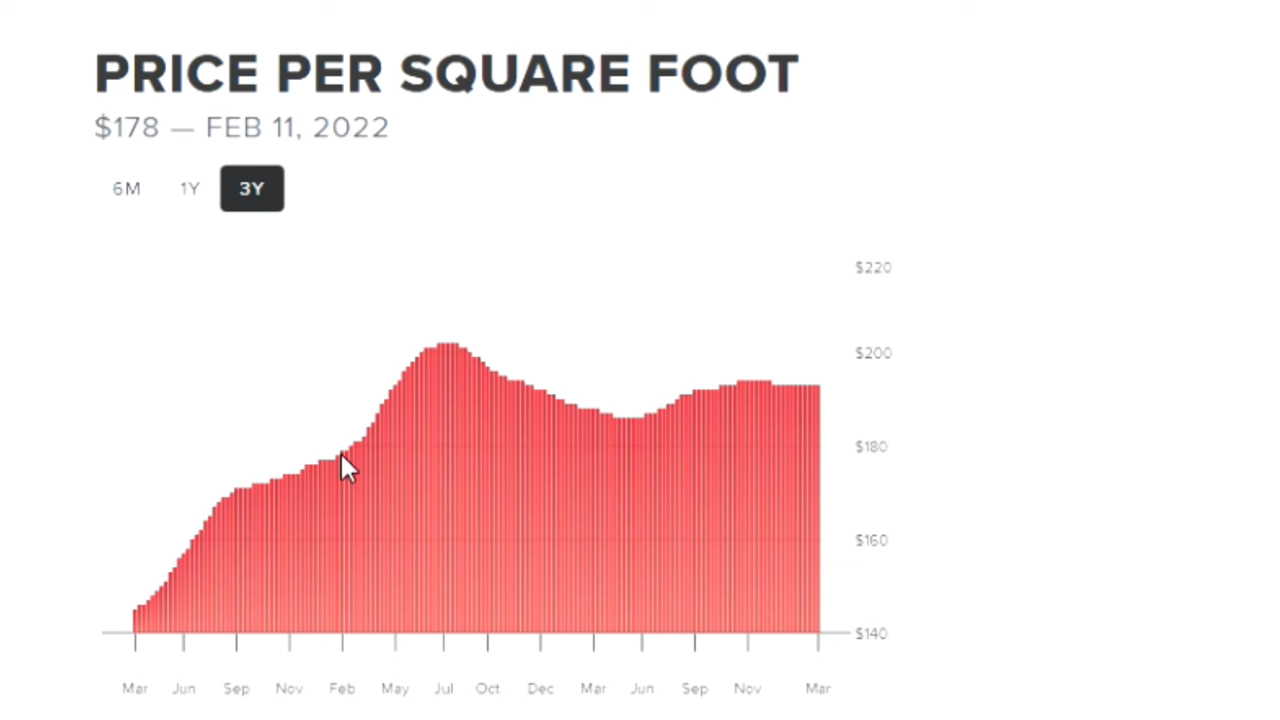 PRICE PER SQUARE FOOT
$178 — FEB 11, 2022
6M 1Y 3Y
$220
$200
$180
$160
$140
Mar Jun Sep Nov Feb May Jul Oct Dec Mar Jun Sep Nov Mar